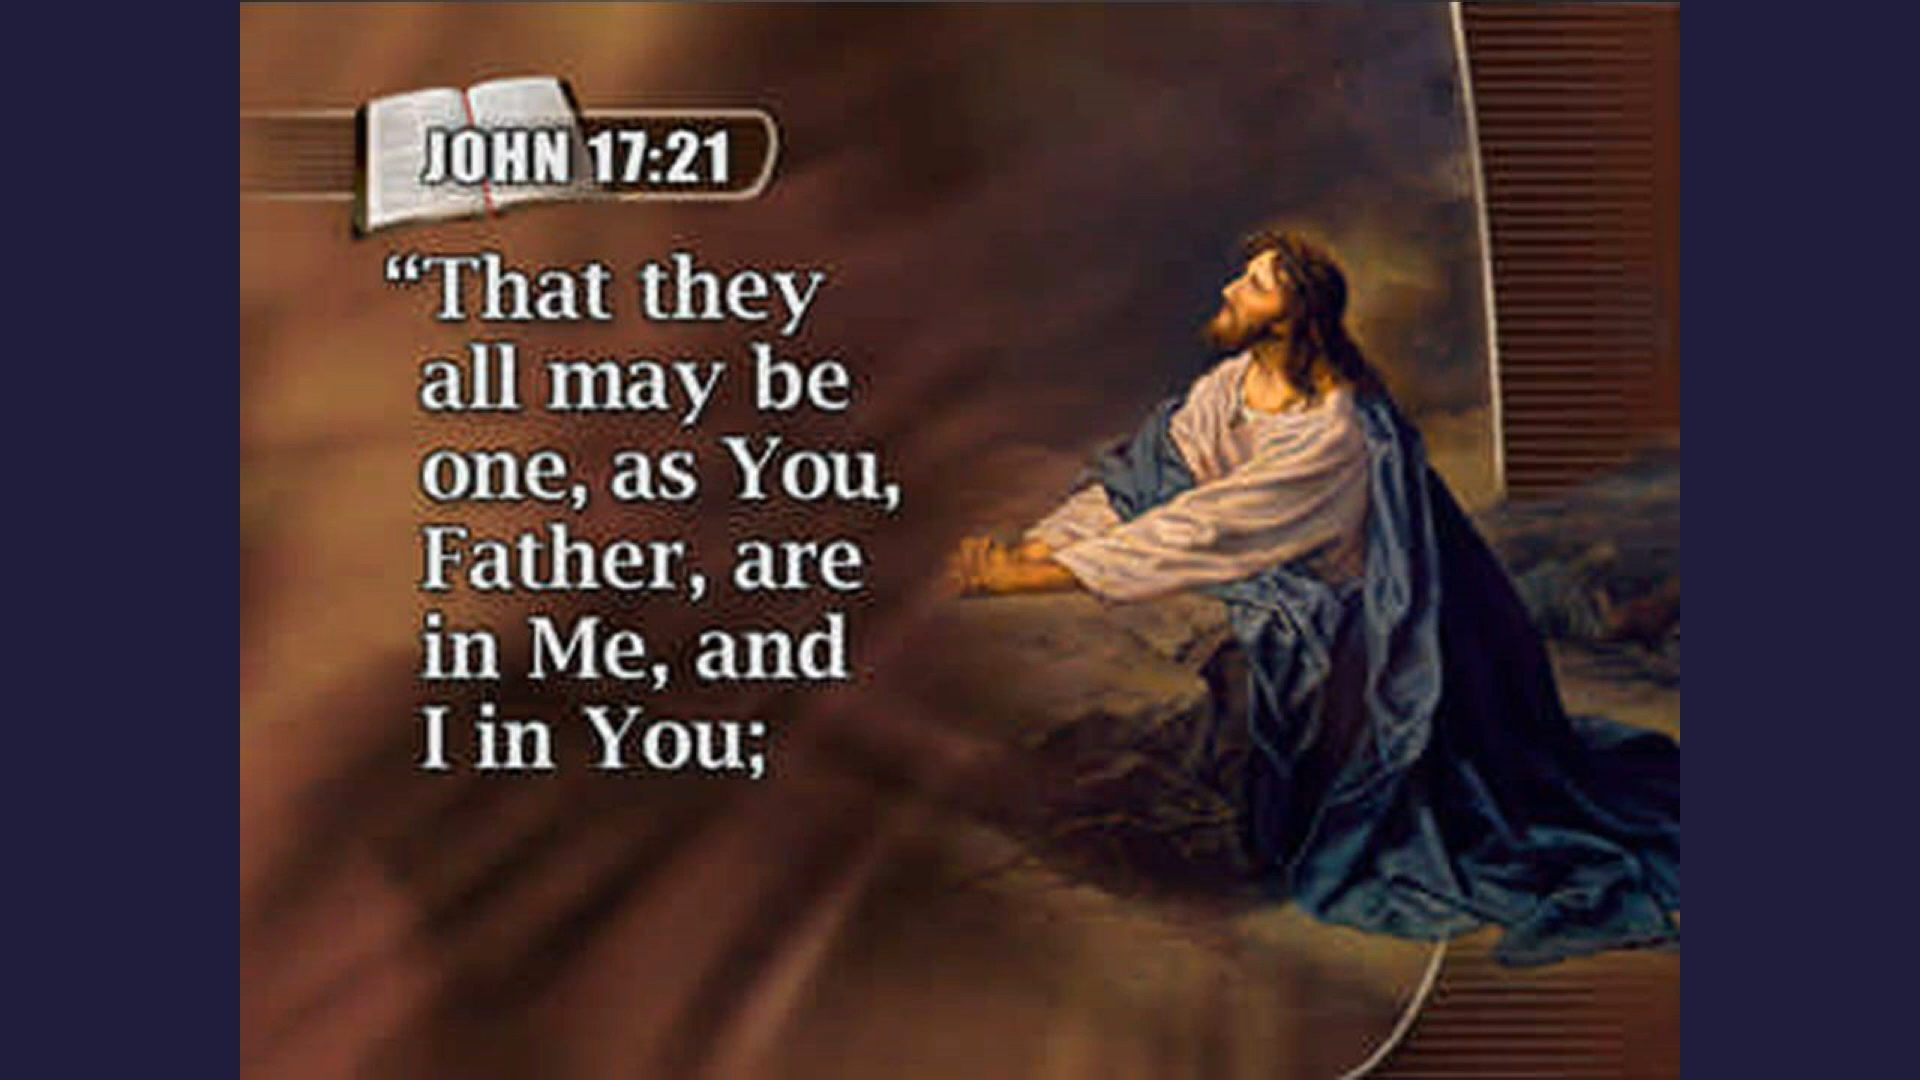 JOHN 17:21
“That they
all may be
one, as You,
Father, are
in Me, and
I in You;